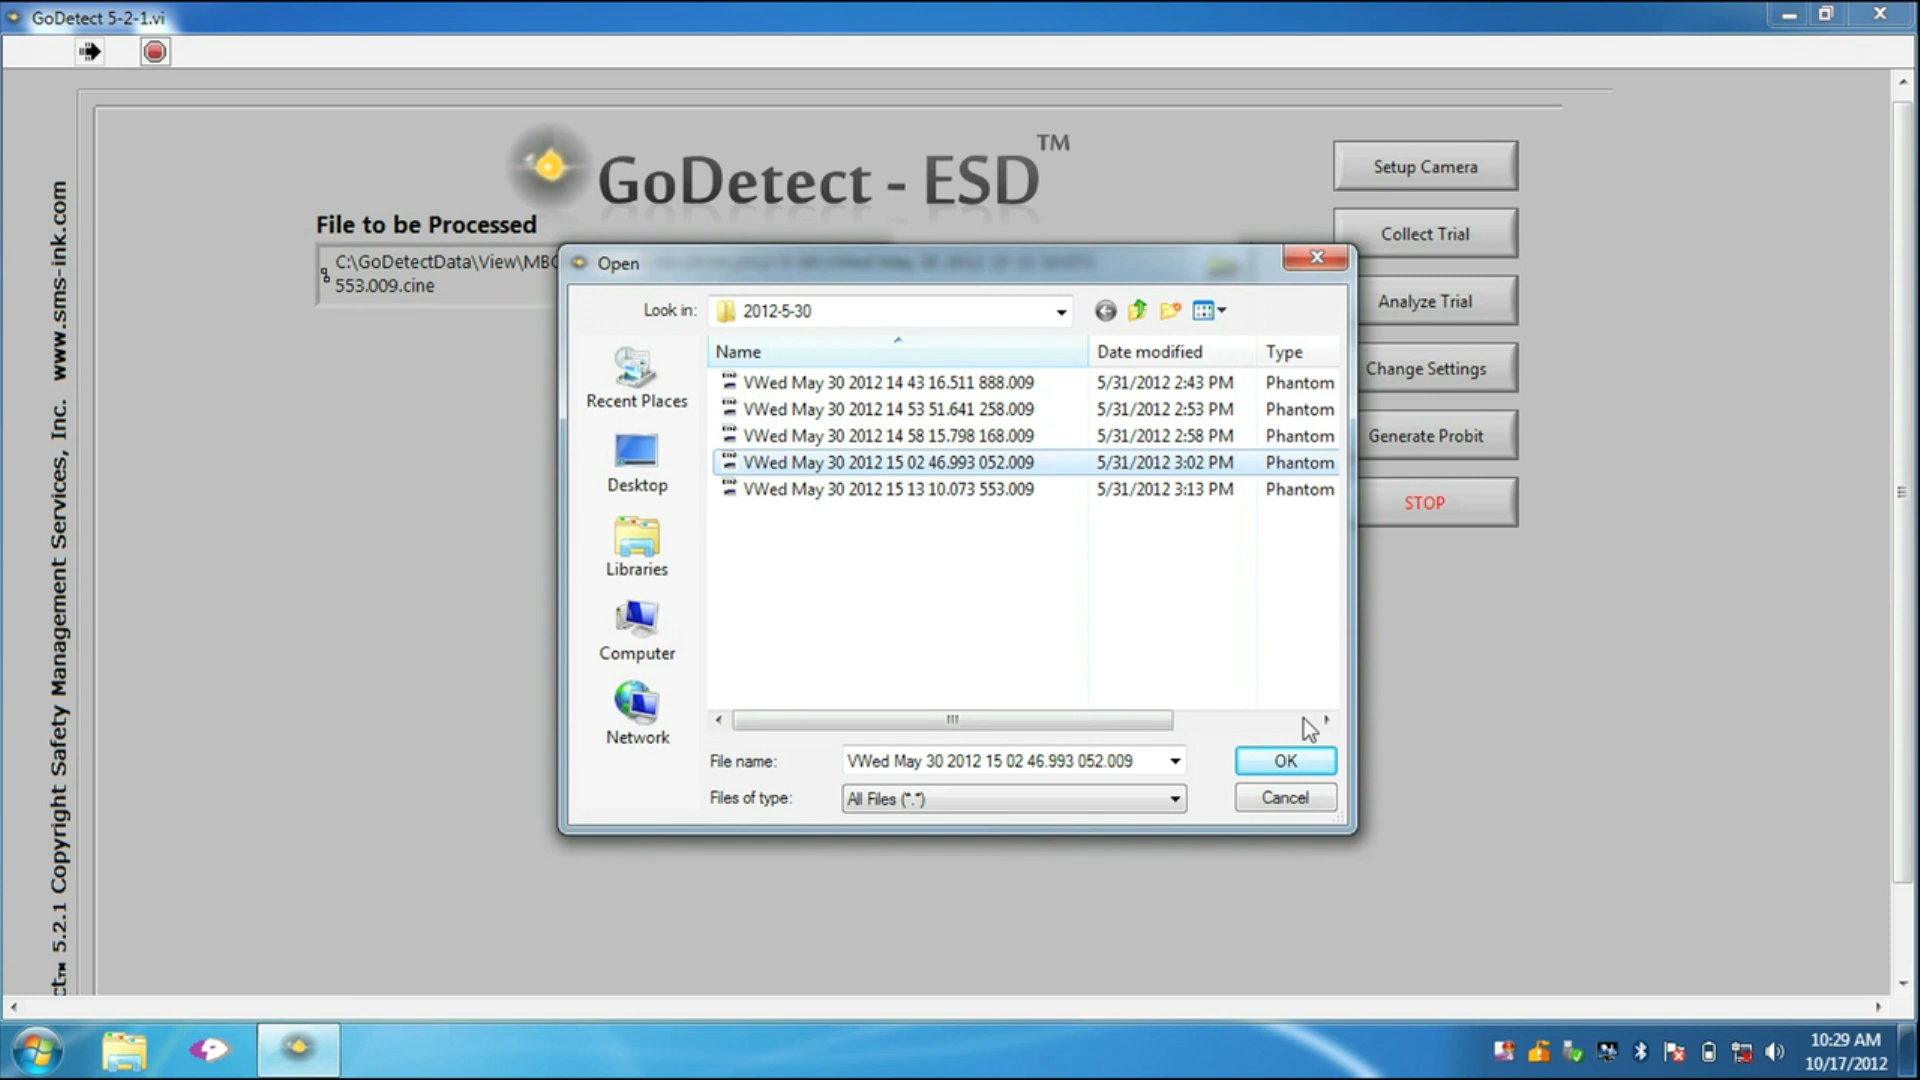 GoDetect 5-2-1.vi
GoDetect - ESD™
File to be Processed
C:\GoDetectData\View\MBC
553.009.cine
Setup Camera
Collect Trial
Analyze Trial
Change Settings
Generate Probit
STOP
ct™ 5.2.1 Copyright Safety Management Services, Inc. www.sms-ink.com
Open
Look in: 2012-5-30
Name Date modified Type
VWed May 30 2012 14 43 16.511 888.009 5/31/2012 2:43 PM Phantom
VWed May 30 2012 14 53 51.641 258.009 5/31/2012 2:53 PM Phantom
VWed May 30 2012 14 58 15.798 168.009 5/31/2012 2:58 PM Phantom
VWed May 30 2012 15 02 46.993 052.009 5/31/2012 3:02 PM Phantom
VWed May 30 2012 15 13 10.073 553.009 5/31/2012 3:13 PM Phantom
Recent Places
Desktop
Libraries
Computer
Network
File name: VWed May 30 2012 15 02 46.993 052.009 OK
Files of type: All Files (*.*) Cancel
10:29 AM
10/17/2012